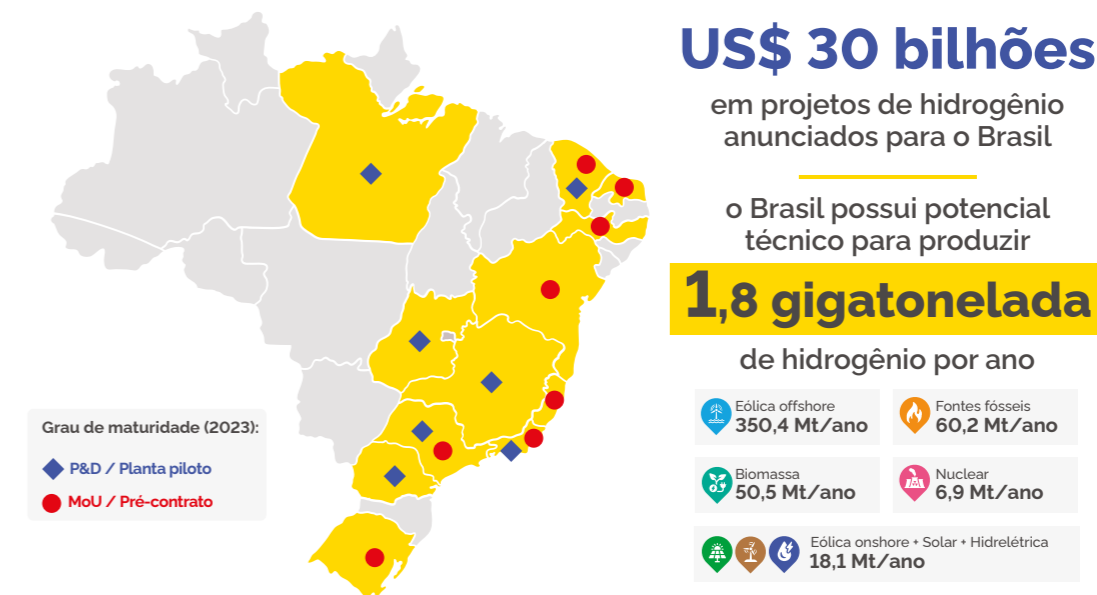 US$ 30 bilhões
em projetos de hidrogênio
anunciados para o Brasil
o Brasil possui potencial
técnico para produzir
1,8 gigatonelada
de hidrogênio por ano
Eólica offshore
350,4 Mt/ano
Fontes fósseis
60,2 Mt/ano
Biomassa
50,5 Mt/ano
Nuclear
6,9 Mt/ano
Eólica onshore + Solar + Hidrelétrica
18,1 Mt/ano
Grau de maturidade (2023):
P&D / Planta piloto
MoU / Pré-contrato